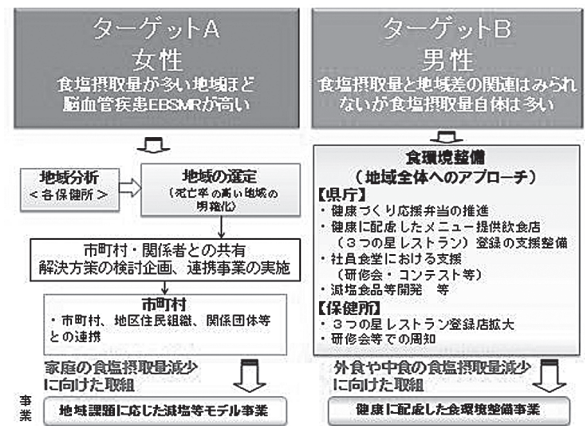 ターゲットA
女性
食塩摂取量が多い地域ほど
脳血管疾患EBSMRが高い
地域分析
＜各保健所＞
地域の選定
（死亡率の高い地域の
明確化）
市町村・関係者との共有
解決方策の検討企画、連携事業の実施
市町村
・市町村、地区住民組織、関係団体等
との連携
家庭の食塩摂取量減少
に向けた取組
事業
地域課題に応じた減塩等モデル事業
ターゲットB
男性
食塩摂取量と地域差の関連はみられ
ないが食塩摂取量自体は多い
食環境整備
（地域全体へのアプローチ）
【県庁】
・健康づくり応援弁当の推進
・健康に配慮したメニュー提供飲食店
（３つの星レストラン）登録の支援整備
・社員食堂における支援
（研修会・コンテスト等）
・減塩食品等開発　等
【保健所】
・３つの星レストラン登録店拡大
・研修会等での周知
外食や中食の食塩摂取量減少
に向けた取組
健康に配慮した食環境整備事業